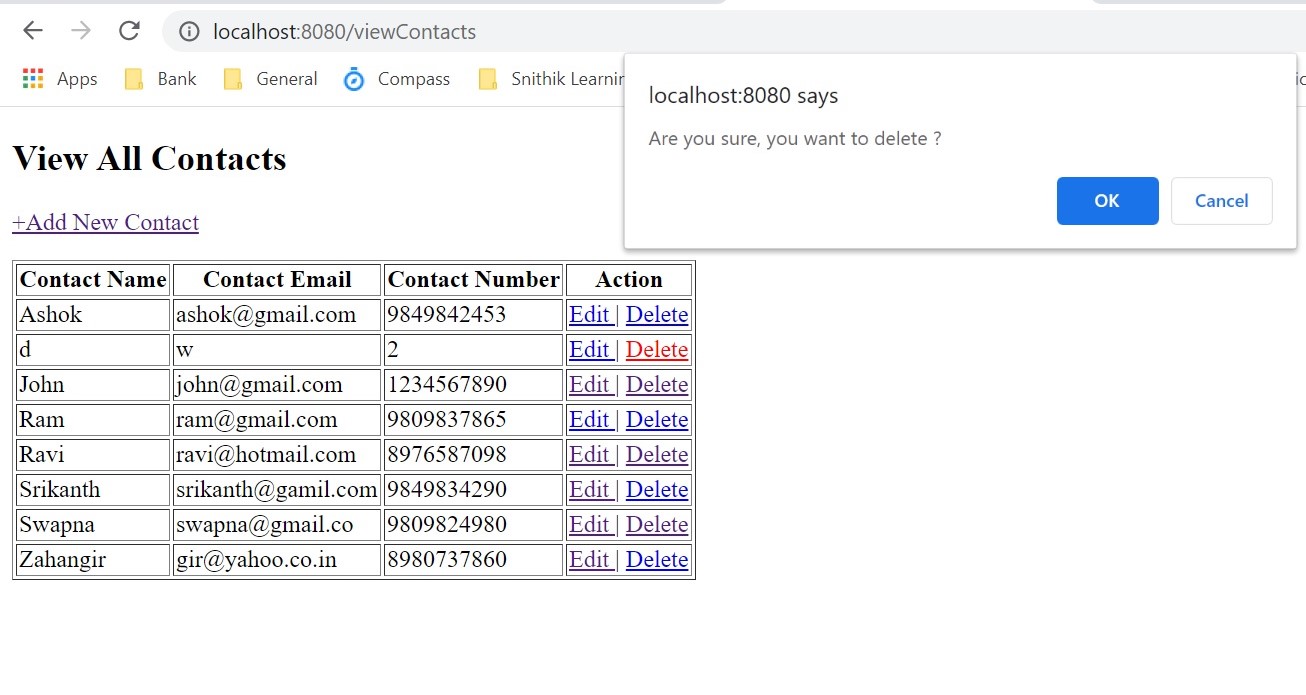 localhost:8080/viewContacts
Apps Bank General Compass Snithik
localhost:8080 says
Are you sure, you want to delete ?
OK Cancel
View All Contacts
+Add New Contact
Contact Name Contact Email Contact Number Action
Ashok ashok@gmail.com 9849842453 Edit | Delete
d w 2 Edit | Delete
John john@gmail.com 1234567890 Edit | Delete
Ram ram@gmail.com 9809837865 Edit | Delete
Ravi ravi@hotmail.com 8976587098 Edit | Delete
Srikanth srikanth@gamil.com 9849834290 Edit | Delete
Swapna swapna@gmail.co 9809824980 Edit | Delete
Zahangir gir@yahoo.co.in 8980737860 Edit | Delete